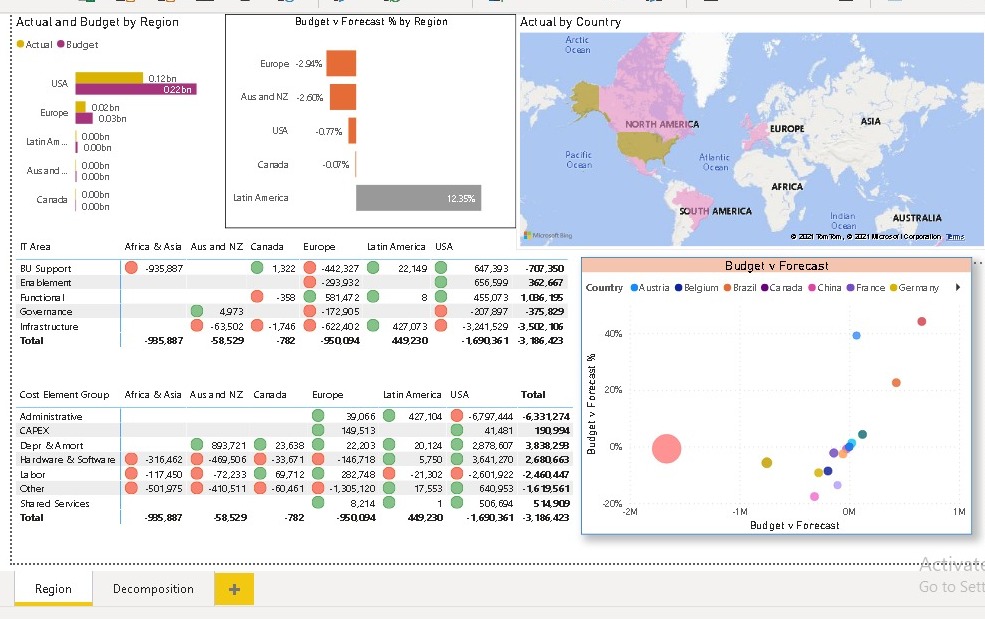 Actual and Budget by Region
Actual Budget
USA 0.12bn
0.22bn
Europe 0.02bn
0.03bn
Latin Am... 0.00bn
0.00bn
Aus and ... 0.00bn
0.00bn
Canada 0.00bn
0.00bn
Budget v Forecast % by Region
Europe -2.94%
Aus and NZ -2.60%
USA -0.77%
Canada -0.07%
Latin America 12.35%
Actual by Country
Arctic
Ocean
NORTH AMERICA
EUROPE
ASIA
Pacific
Ocean
Atlantic
Ocean
AFRICA
SOUTH AMERICA
Indian
Ocean
AUSTRALIA
Microsoft Bing
© 2021 TomTom, © 2021 Microsoft Corporation Terms
IT Area Africa & Asia Aus and NZ Canada Europe Latin America USA
BU Support -935,887 1,322 -442,327 22,149 647,393 -707,350
Enablement -293,932 656,599 362,667
Functional -358 581,472 8 455,073 1,036,195
Governance 4,973 -172,905 -207,897 -375,829
Infrastructure -63,502 -1,746 -622,402 427,073 -3,241,529 -3,502,106
Total -935,887 -58,529 -782 -950,094 449,230 -1,690,361 -3,186,423
Cost Element Group Africa & Asia Aus and NZ Canada Europe Latin America USA Total
Administrative 39,066 427,104 -6,797,444 -6,331,274
CAPEX 149,513 41,481 190,994
Depr & Amort 893,721 23,638 22,203 20,124 2,878,607 3,838,293
Hardware & Software -316,462 -469,506 -33,671 -146,718 5,750 3,641,270 2,680,663
Labor -117,450 -72,233 69,712 282,748 -21,302 -2,601,922 -2,460,447
Other -501,975 -410,511 -60,461 -1,305,120 17,553 640,953 -1,619,561
Shared Services 8,214 1 506,694 514,909
Total -935,887 -58,529 -782 -950,094 449,230 -1,690,361 -3,186,423
Budget v Forecast
Country Austria Belgium Brazil Canada China France Germany
Budget v Forecast %
40%
20%
0%
-20%
-2M -1M 0M 1M
Budget v Forecast
Activate
Go to Sett
Region Decomposition +